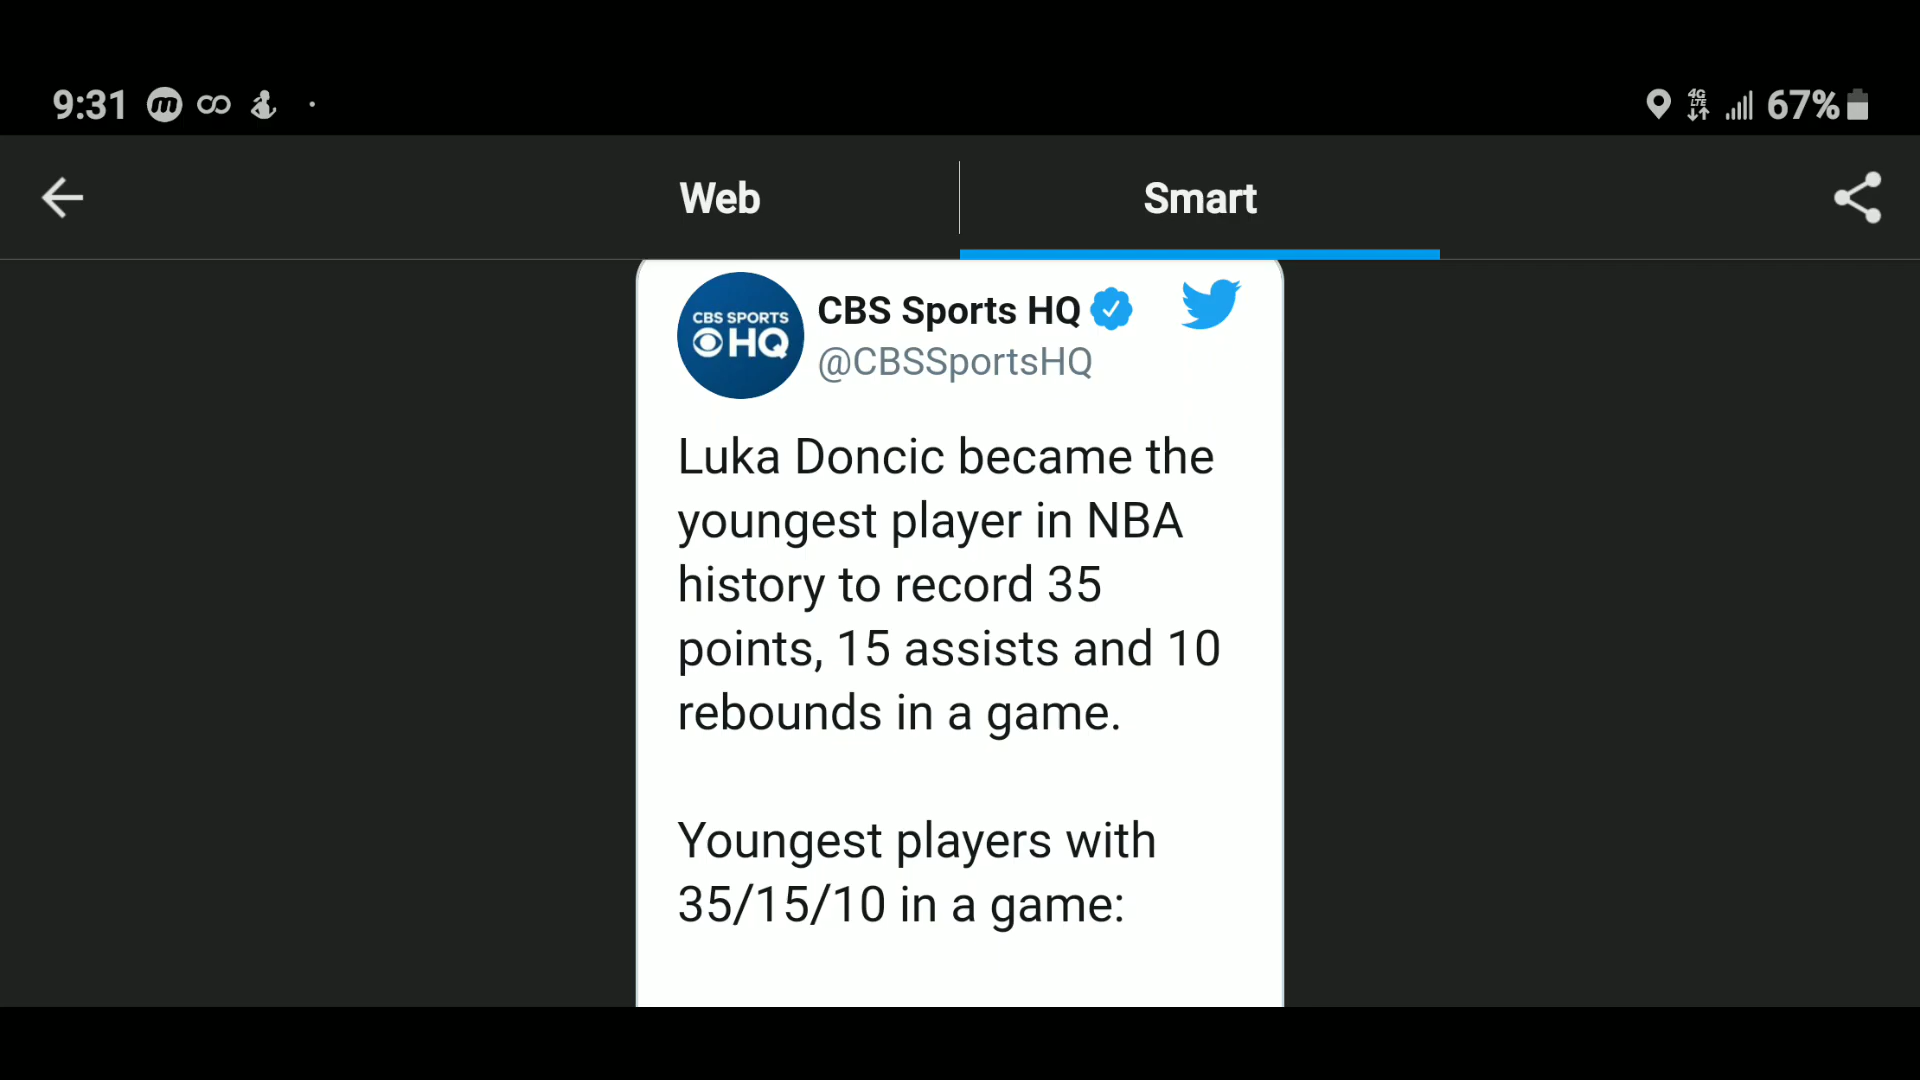 9:31
4G
LTE
67%
Web
Smart
CBS SPORTS
HQ
CBS Sports HQ
@CBSSportsHQ
Luka Doncic became the
youngest player in NBA
history to record 35
points, 15 assists and 10
rebounds in a game.
Youngest players with
35/15/10 in a game: